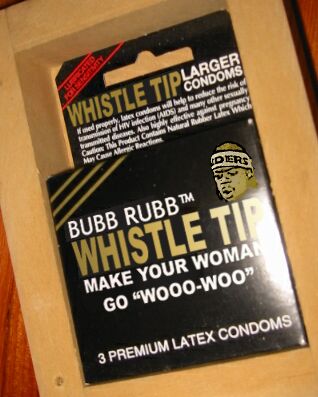 LUBRICATED
FOR SENSITIVITY
WHISTLE TIP
LARGER
CONDOMS
If used properly, latex condoms will help to reduce the risk of
transmission of HIV infection (AIDS) and many other sexually
transmitted diseases. Also highly effective against pregnancy
Caution: This Product Contains Natural Rubber Latex Which
May Cause Allergic Reactions.
DERS
BUBB RUBB™
WHISTLE TIP
MAKE YOUR WOMAN
GO “WOOO-WOO”
3 PREMIUM LATEX CONDOMS